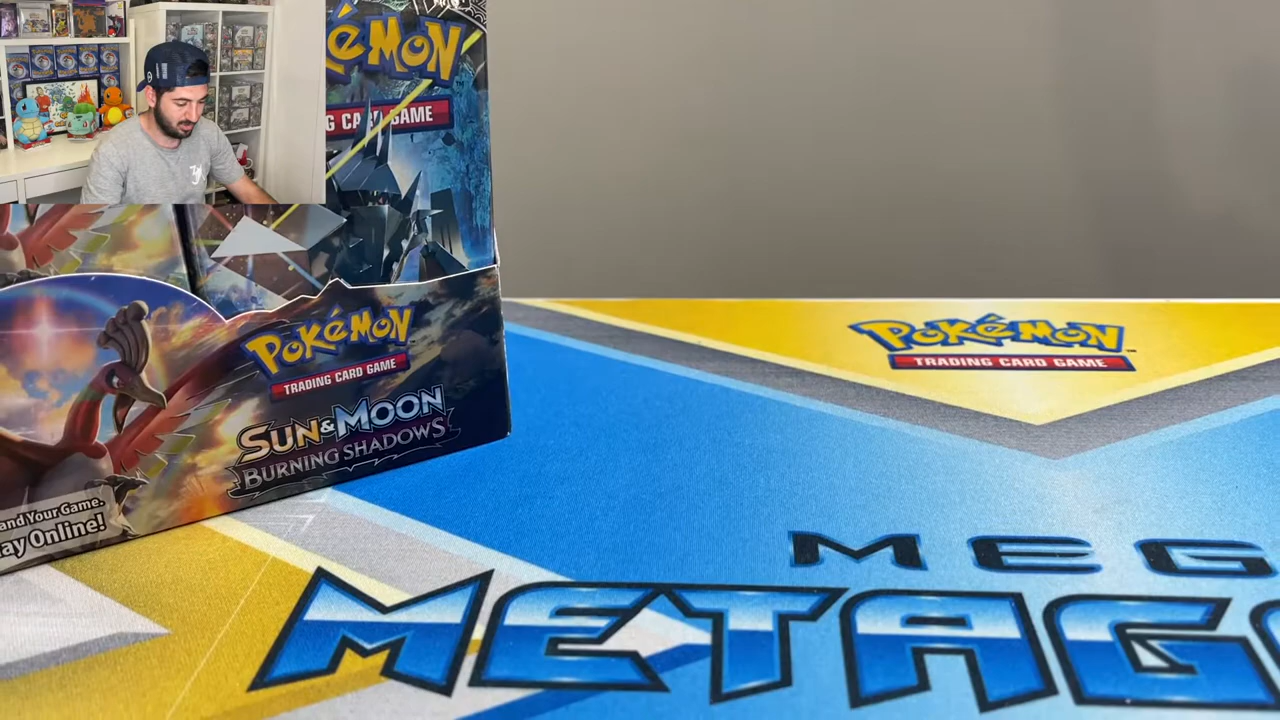 éMON
G CARD GAME
POKéMON
TRADING CARD GAME
SUN & MOON
BURNING SHADOWS
and Your Game.
ay Online!
POKéMON
TRADING CARD GAME
MEG
METAG